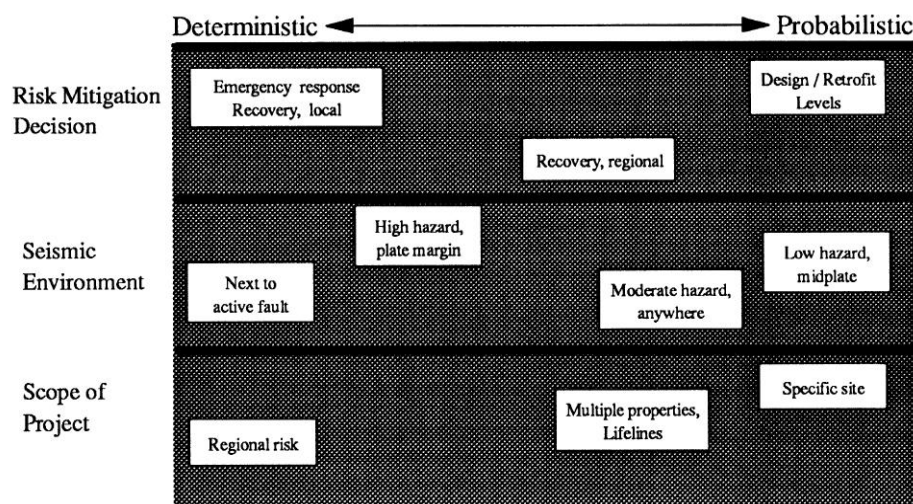 Deterministic
Probabilistic
Risk Mitigation
Decision
Emergency response
Recovery, local
Design / Retrofit
Levels
Recovery, regional
Seismic
Environment
High hazard,
plate margin
Low hazard,
midplate
Next to
active fault
Moderate hazard,
anywhere
Scope of
Project
Specific site
Multiple properties,
Lifelines
Regional risk